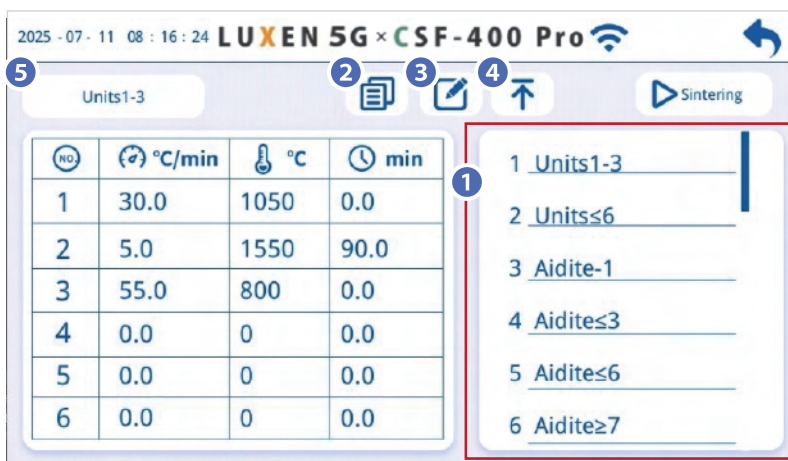 2025 -07- 11 08 : 16 : 24 LUXEN 5G × CSF-400 Pro
5 2 3 4
Units1-3 Sintering
NO. °C/min °C min
1 30.0 1050 0.0
2 5.0 1550 90.0
3 55.0 800 0.0
4 0.0 0 0.0
5 0.0 0 0.0
6 0.0 0 0.0
1
1 Units1-3
2 Units≤6
3 Aidite-1
4 Aidite≤3
5 Aidite≤6
6 Aidite≥7